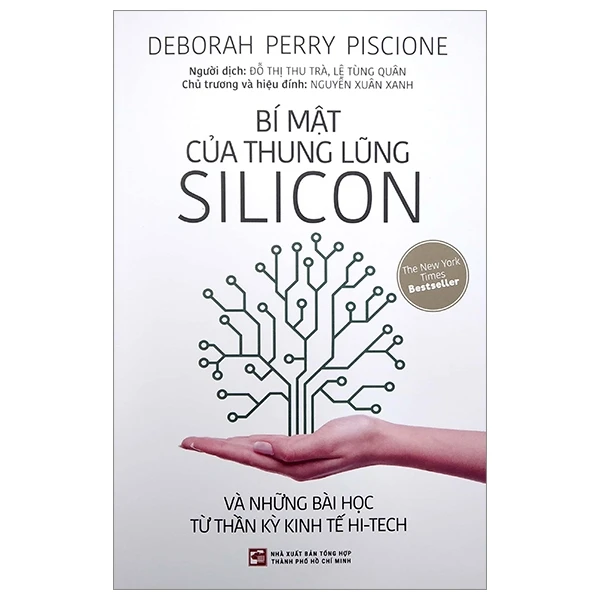 DEBORAH PERRY PISCIONE
Người dịch: ĐỖ THỊ THU TRÀ, LÊ TÙNG QUÂN
Chủ trương và hiệu đính: NGUYỄN XUÂN XANH
BÍ MẬT
CỦA THUNG LŨNG
SILICON
The New York
Times
Bestseller
VÀ NHỮNG BÀI HỌC
TỪ THẦN KỲ KINH TẾ HI-TECH
NHÀ XUẤT BẢN TỔNG HỢP
THÀNH PHỐ HỒ CHÍ MINH